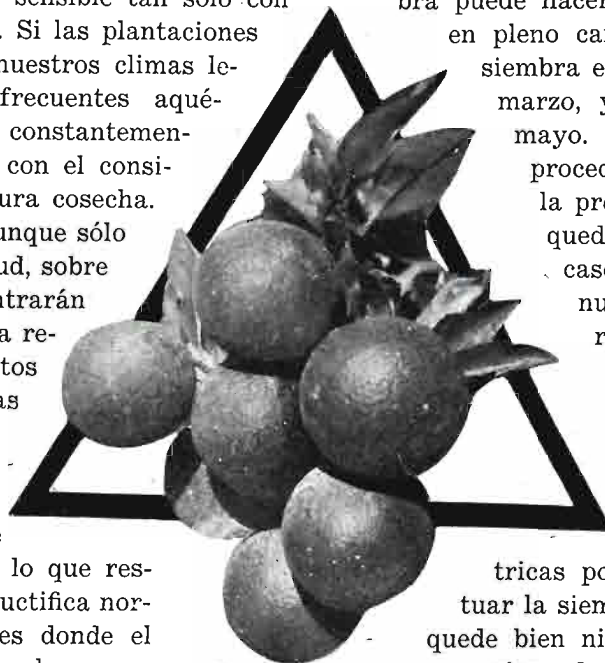 sensible tan sólo con
. Si las plantaciones
nuestros climas le-
frecuentes aqué-
constantemen-
con el consi-
ura cosecha.
unque sólo
ud, sobre
ntrarán
a re-
tos
as
lo que res-
uctifica nor-
es donde el
bra puede hacer
en pleno ca
siembra e
marzo, y
mayo.
proced
la pr
qued
cas
nu
r
tricas po
tuar la siem
quede bien ni